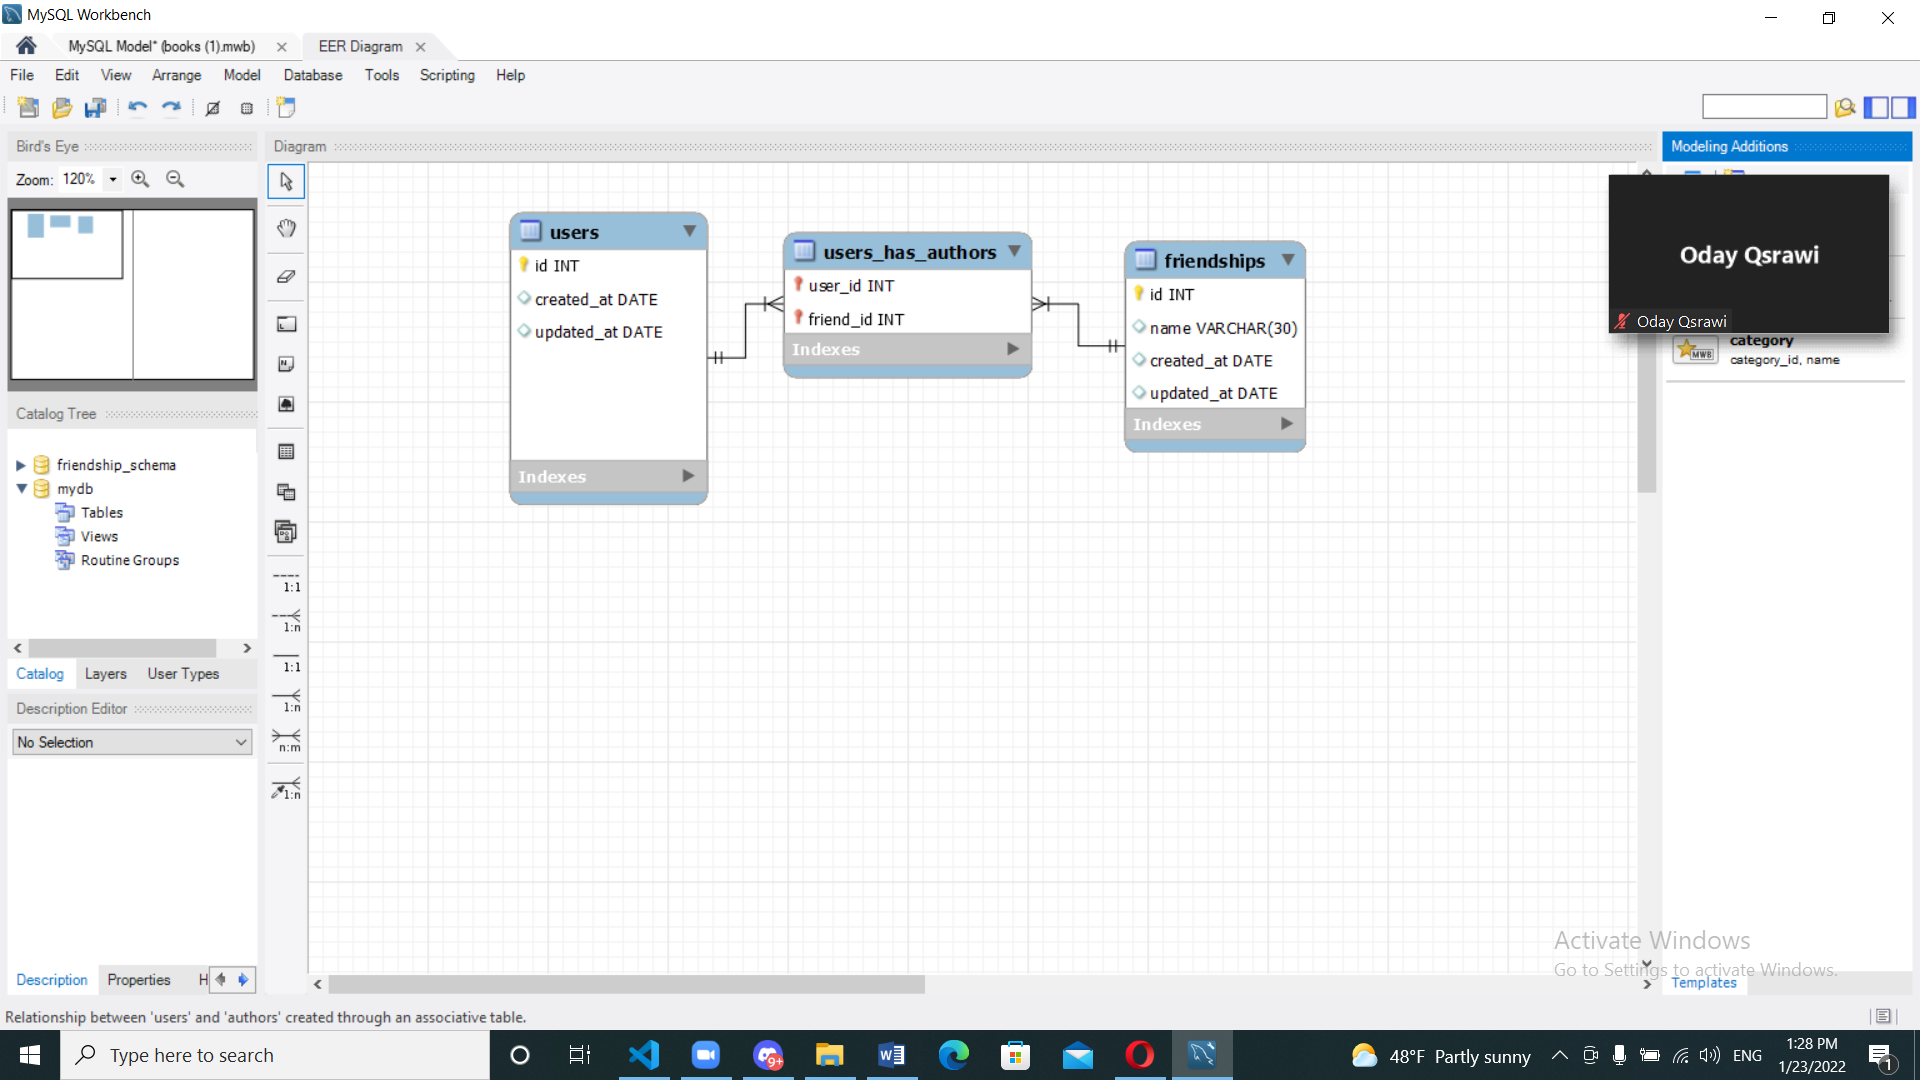 MySQL Workbench
MySQL Model* (books (1).mwb)
EER Diagram
File Edit View Arrange Model Database Tools Scripting Help
Bird's Eye
Diagram
Modeling Additions
Zoom: 120%
users
id INT
created_at DATE
updated_at DATE
Indexes
users_has_authors
user_id INT
friend_id INT
Indexes
friendships
id INT
name VARCHAR(30)
created_at DATE
updated_at DATE
Indexes
Oday Qsrawi
Oday Qsrawi
MWB
category
category_id, name
Catalog Tree
friendship_schema
mydb
Tables
Views
Routine Groups
1:1
1:n
1:1
1:n
n:m
1:n
Catalog Layers User Types
Description Editor
No Selection
Description Properties H
Activate Windows
Go to Settings to activate Windows.
Templates
Relationship between 'users' and 'authors' created through an associative table.
Type here to search
9+
48°F Partly sunny
ENG
1:28 PM
1/23/2022
1